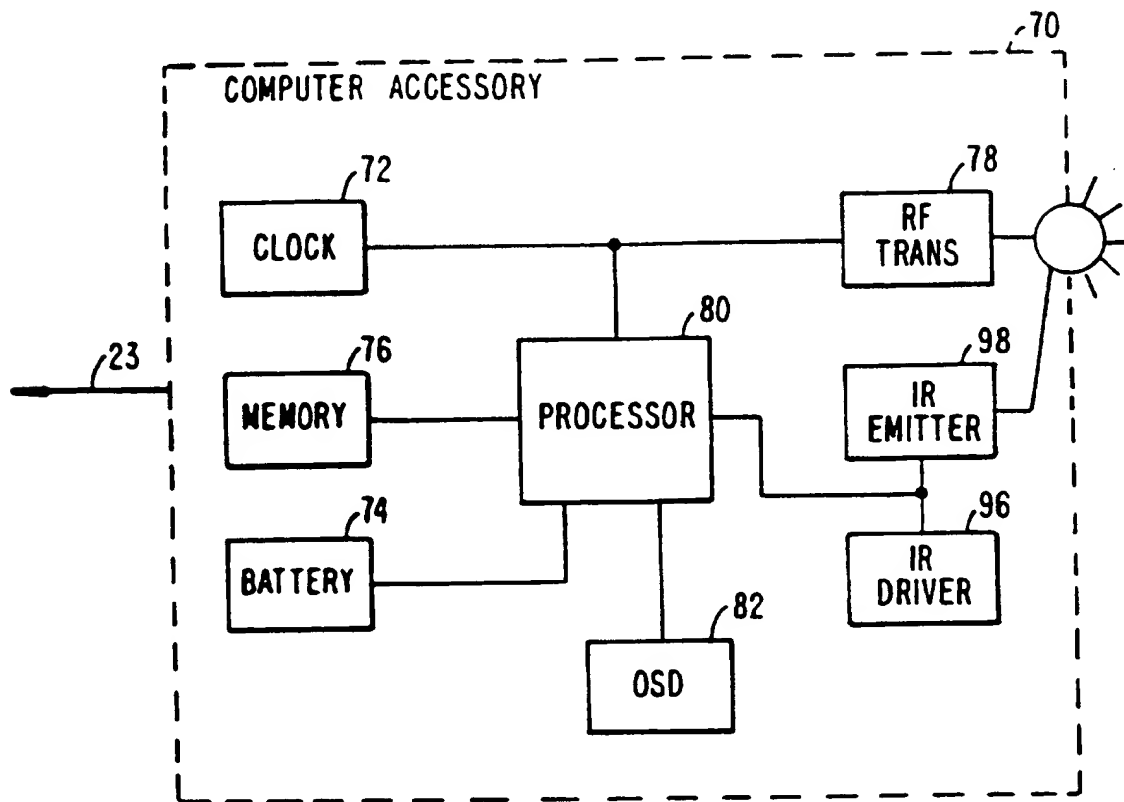 70
COMPUTER ACCESSORY
72
CLOCK
78
RF
TRANS
80
PROCESSOR
23
76
MEMORY
98
IR
EMITTER
74
BATTERY
96
IR
DRIVER
82
OSD